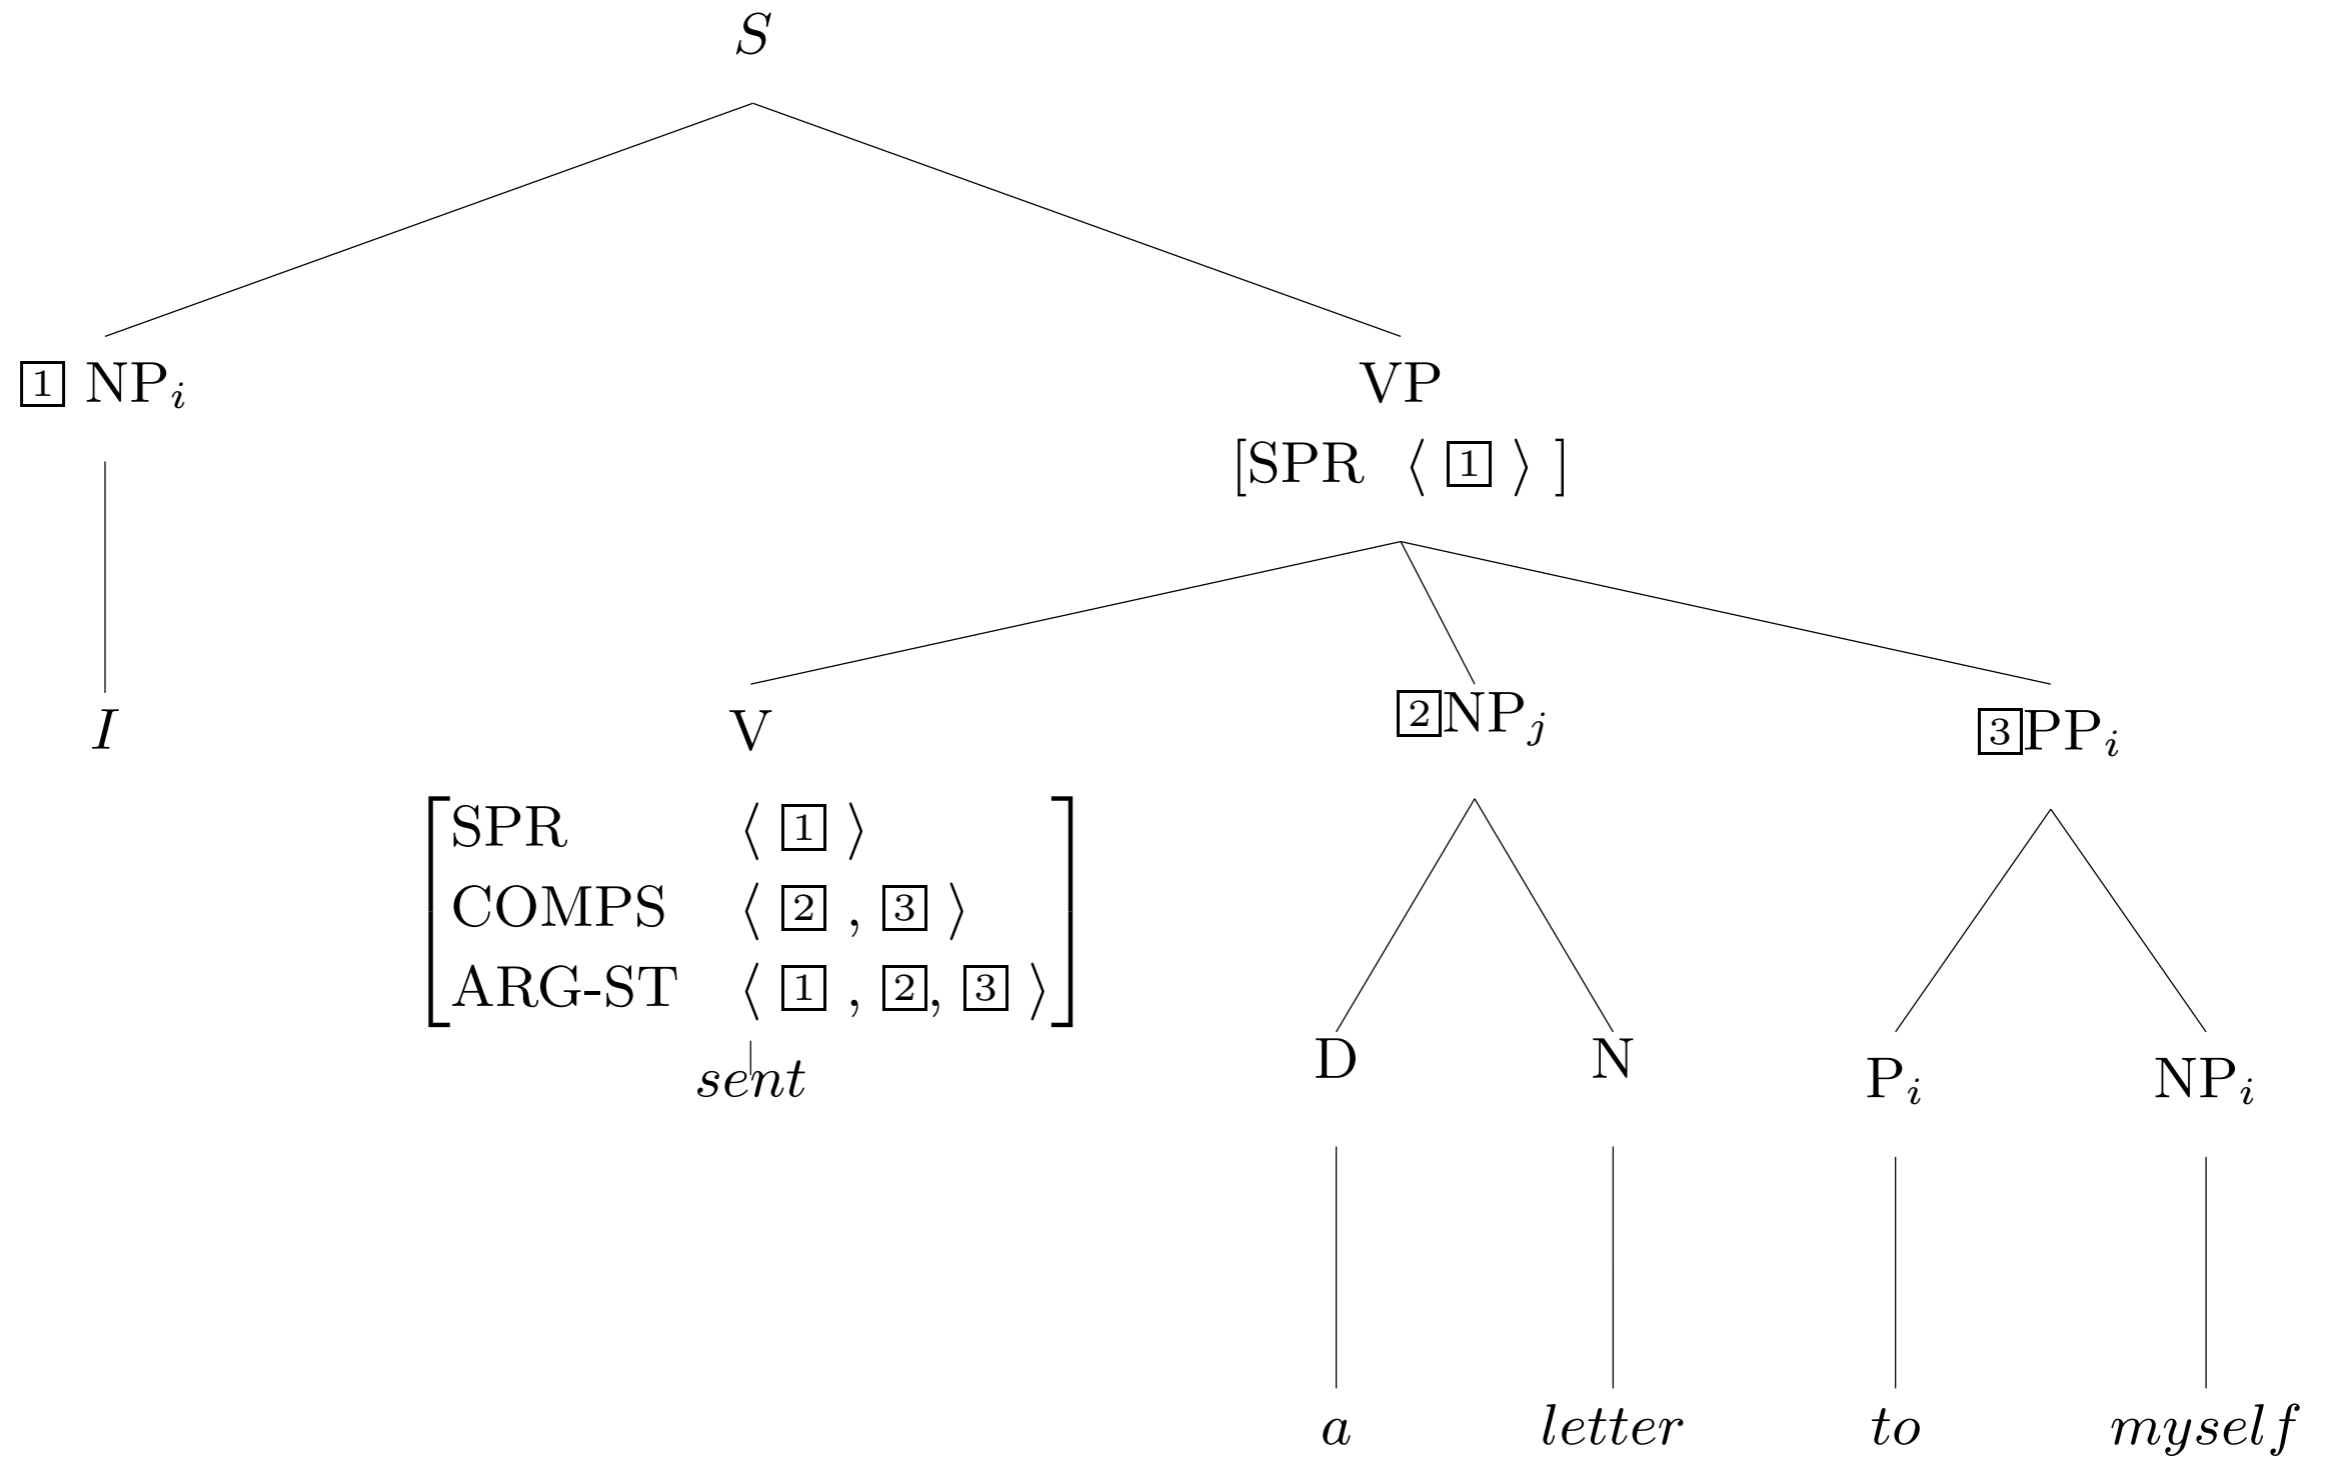 S
1 NPᵢ VP
[SPR ⟨ 1 ⟩ ]
I V 2NPⱼ 3PPᵢ
SPR ⟨ 1 ⟩
COMPS ⟨ 2 , 3 ⟩
ARG-ST ⟨ 1 , 2, 3 ⟩
sent D N Pᵢ NPᵢ
a letter to myself